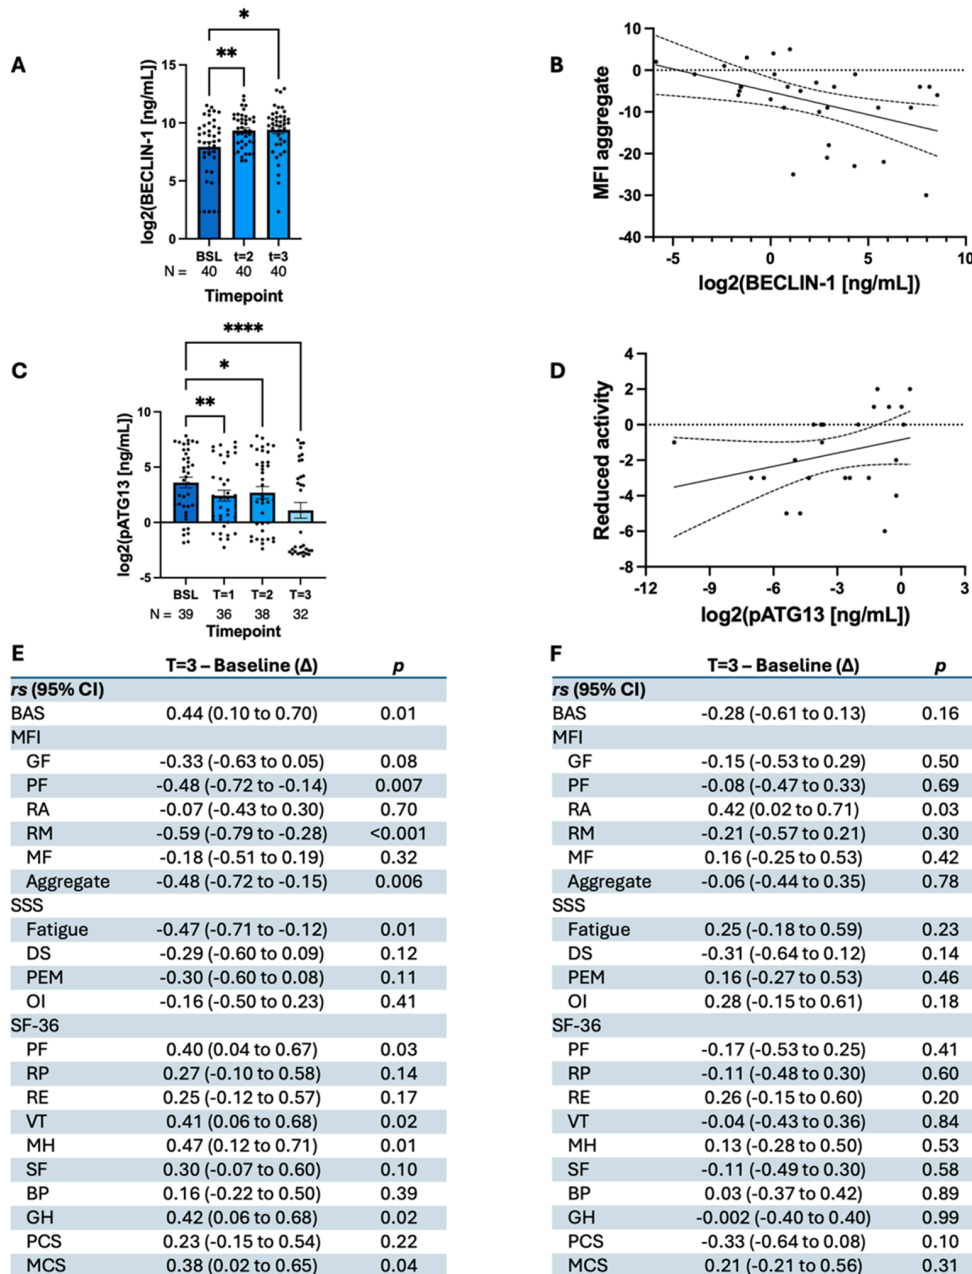 A
*
**
log2(BECLIN-1 [ng/mL])
15
10
5
0
BSL t=2 t=3
N = 40 40 40
Timepoint
B
MFI aggregate
10
0
-10
-20
-30
-40
-5 0 5 10
log2(BECLIN-1 [ng/mL])
C
****
*
**
log2(pATG13 [ng/mL])
10
5
0
-5
BSL T=1 T=2 T=3
N = 39 36 38 32
Timepoint
D
Reduced activity
4
2
0
-2
-4
-6
-8
-12 -9 -6 -3 0 3
log2(pATG13 [ng/mL])
E
T=3 – Baseline (Δ) p
rs (95% CI)
BAS 0.44 (0.10 to 0.70) 0.01
MFI
GF -0.33 (-0.63 to 0.05) 0.08
PF -0.48 (-0.72 to -0.14) 0.007
RA -0.07 (-0.43 to 0.30) 0.70
RM -0.59 (-0.79 to -0.28) <0.001
MF -0.18 (-0.51 to 0.19) 0.32
Aggregate -0.48 (-0.72 to -0.15) 0.006
SSS
Fatigue -0.47 (-0.71 to -0.12) 0.01
DS -0.29 (-0.60 to 0.09) 0.12
PEM -0.30 (-0.60 to 0.08) 0.11
OI -0.16 (-0.50 to 0.23) 0.41
SF-36
PF 0.40 (0.04 to 0.67) 0.03
RP 0.27 (-0.10 to 0.58) 0.14
RE 0.25 (-0.12 to 0.57) 0.17
VT 0.41 (0.06 to 0.68) 0.02
MH 0.47 (0.12 to 0.71) 0.01
SF 0.30 (-0.07 to 0.60) 0.10
BP 0.16 (-0.22 to 0.50) 0.39
GH 0.42 (0.06 to 0.68) 0.02
PCS 0.23 (-0.15 to 0.54) 0.22
MCS 0.38 (0.02 to 0.65) 0.04
F
T=3 – Baseline (Δ) p
rs (95% CI)
BAS -0.28 (-0.61 to 0.13) 0.16
MFI
GF -0.15 (-0.53 to 0.29) 0.50
PF -0.08 (-0.47 to 0.33) 0.69
RA 0.42 (0.02 to 0.71) 0.03
RM -0.21 (-0.57 to 0.21) 0.30
MF 0.16 (-0.25 to 0.53) 0.42
Aggregate -0.06 (-0.44 to 0.35) 0.78
SSS
Fatigue 0.25 (-0.18 to 0.59) 0.23
DS -0.31 (-0.64 to 0.12) 0.14
PEM 0.16 (-0.27 to 0.53) 0.46
OI 0.28 (-0.15 to 0.61) 0.18
SF-36
PF -0.17 (-0.53 to 0.25) 0.41
RP -0.11 (-0.48 to 0.30) 0.60
RE 0.26 (-0.15 to 0.60) 0.20
VT -0.04 (-0.43 to 0.36) 0.84
MH 0.13 (-0.28 to 0.50) 0.53
SF -0.11 (-0.49 to 0.30) 0.58
BP 0.03 (-0.37 to 0.42) 0.89
GH -0.002 (-0.40 to 0.40) 0.99
PCS -0.33 (-0.64 to 0.08) 0.10
MCS 0.21 (-0.21 to 0.56) 0.31